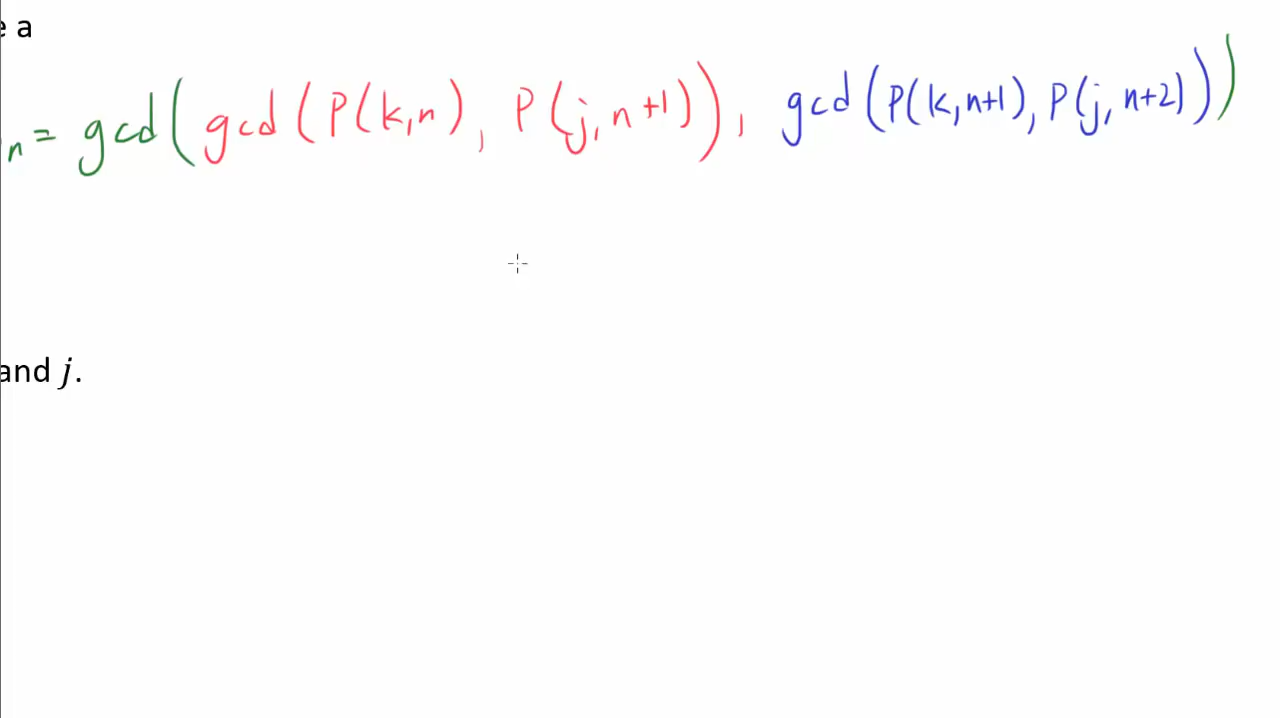 e a
n = gcd(gcd(P(k,n), P(j,n+1)), gcd(P(k,n+1), P(j,n+2)))
and j.